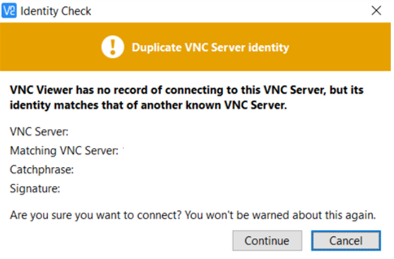 V2 Identity Check
Duplicate VNC Server identity
VNC Viewer has no record of connecting to this VNC Server, but its
identity matches that of another known VNC Server.
VNC Server:
Matching VNC Server:
Catchphrase:
Signature:
Are you sure you want to connect? You won't be warned about this again.
Continue Cancel